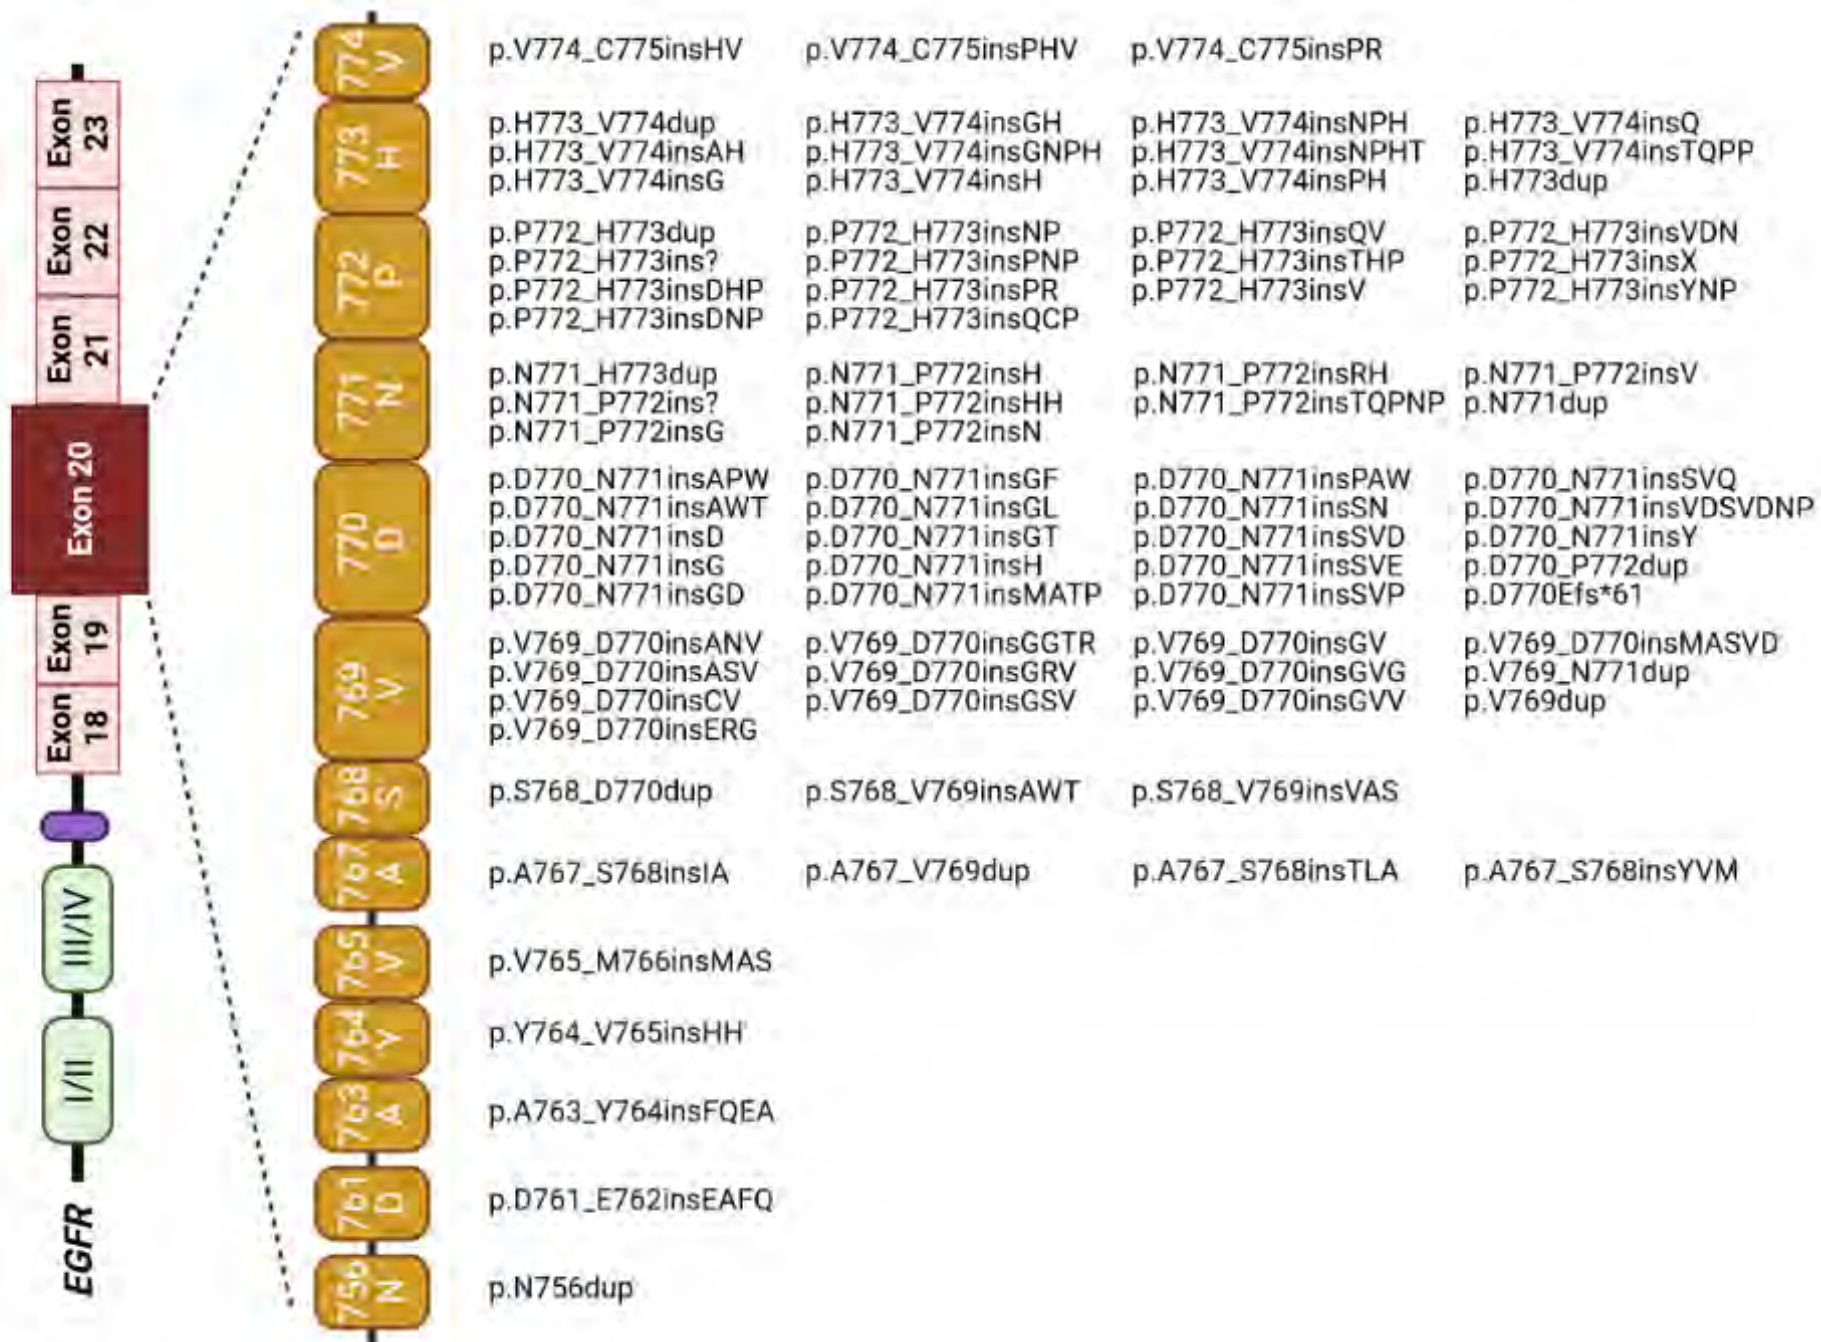 774 V
p.V774_C775insHV p.V774_C775insPHV p.V774_C775insPR
773 H
p.H773_V774dup p.H773_V774insGH p.H773_V774insNPH p.H773_V774insQ
p.H773_V774insAH p.H773_V774insGNPH p.H773_V774insNPHT p.H773_V774insTQPP
p.H773_V774insG p.H773_V774insH p.H773_V774insPH p.H773dup
772 P
p.P772_H773dup p.P772_H773insNP p.P772_H773insQV p.P772_H773insVDN
p.P772_H773ins? p.P772_H773insPNP p.P772_H773insTHP p.P772_H773insX
p.P772_H773insDHP p.P772_H773insPR p.P772_H773insV p.P772_H773insYNP
p.P772_H773insDNP p.P772_H773insQCP
771 N
p.N771_H773dup p.N771_P772insH p.N771_P772insRH p.N771_P772insV
p.N771_P772ins? p.N771_P772insHH p.N771_P772insTQPNP p.N771dup
p.N771_P772insG p.N771_P772insN
770 D
p.D770_N771insAPW p.D770_N771insGF p.D770_N771insPAW p.D770_N771insSVQ
p.D770_N771insAWT p.D770_N771insGL p.D770_N771insSN p.D770_N771insVDSVDNP
p.D770_N771insD p.D770_N771insGT p.D770_N771insSVD p.D770_N771insY
p.D770_N771insG p.D770_N771insH p.D770_N771insSVE p.D770_P772dup
p.D770_N771insGD p.D770_N771insMATP p.D770_N771insSVP p.D770Efs*61
769 V
p.V769_D770insANV p.V769_D770insGGTR p.V769_D770insGV p.V769_D770insMASVD
p.V769_D770insASV p.V769_D770insGRV p.V769_D770insGVG p.V769_N771dup
p.V769_D770insCV p.V769_D770insGSV p.V769_D770insGVV p.V769dup
p.V769_D770insERG
768 S
p.S768_D770dup p.S768_V769insAWT p.S768_V769insVAS
767 A
p.A767_S768insIA p.A767_V769dup p.A767_S768insTLA p.A767_S768insYVM
765 V
p.V765_M766insMAS
764 Y
p.Y764_V765insHH
763 A
p.A763_Y764insFQEA
761 D
p.D761_E762insEAFQ
756 N
p.N756dup
EGFR
I/II
III/IV
Exon 18
Exon 19
Exon 20
Exon 21
Exon 22
Exon 23